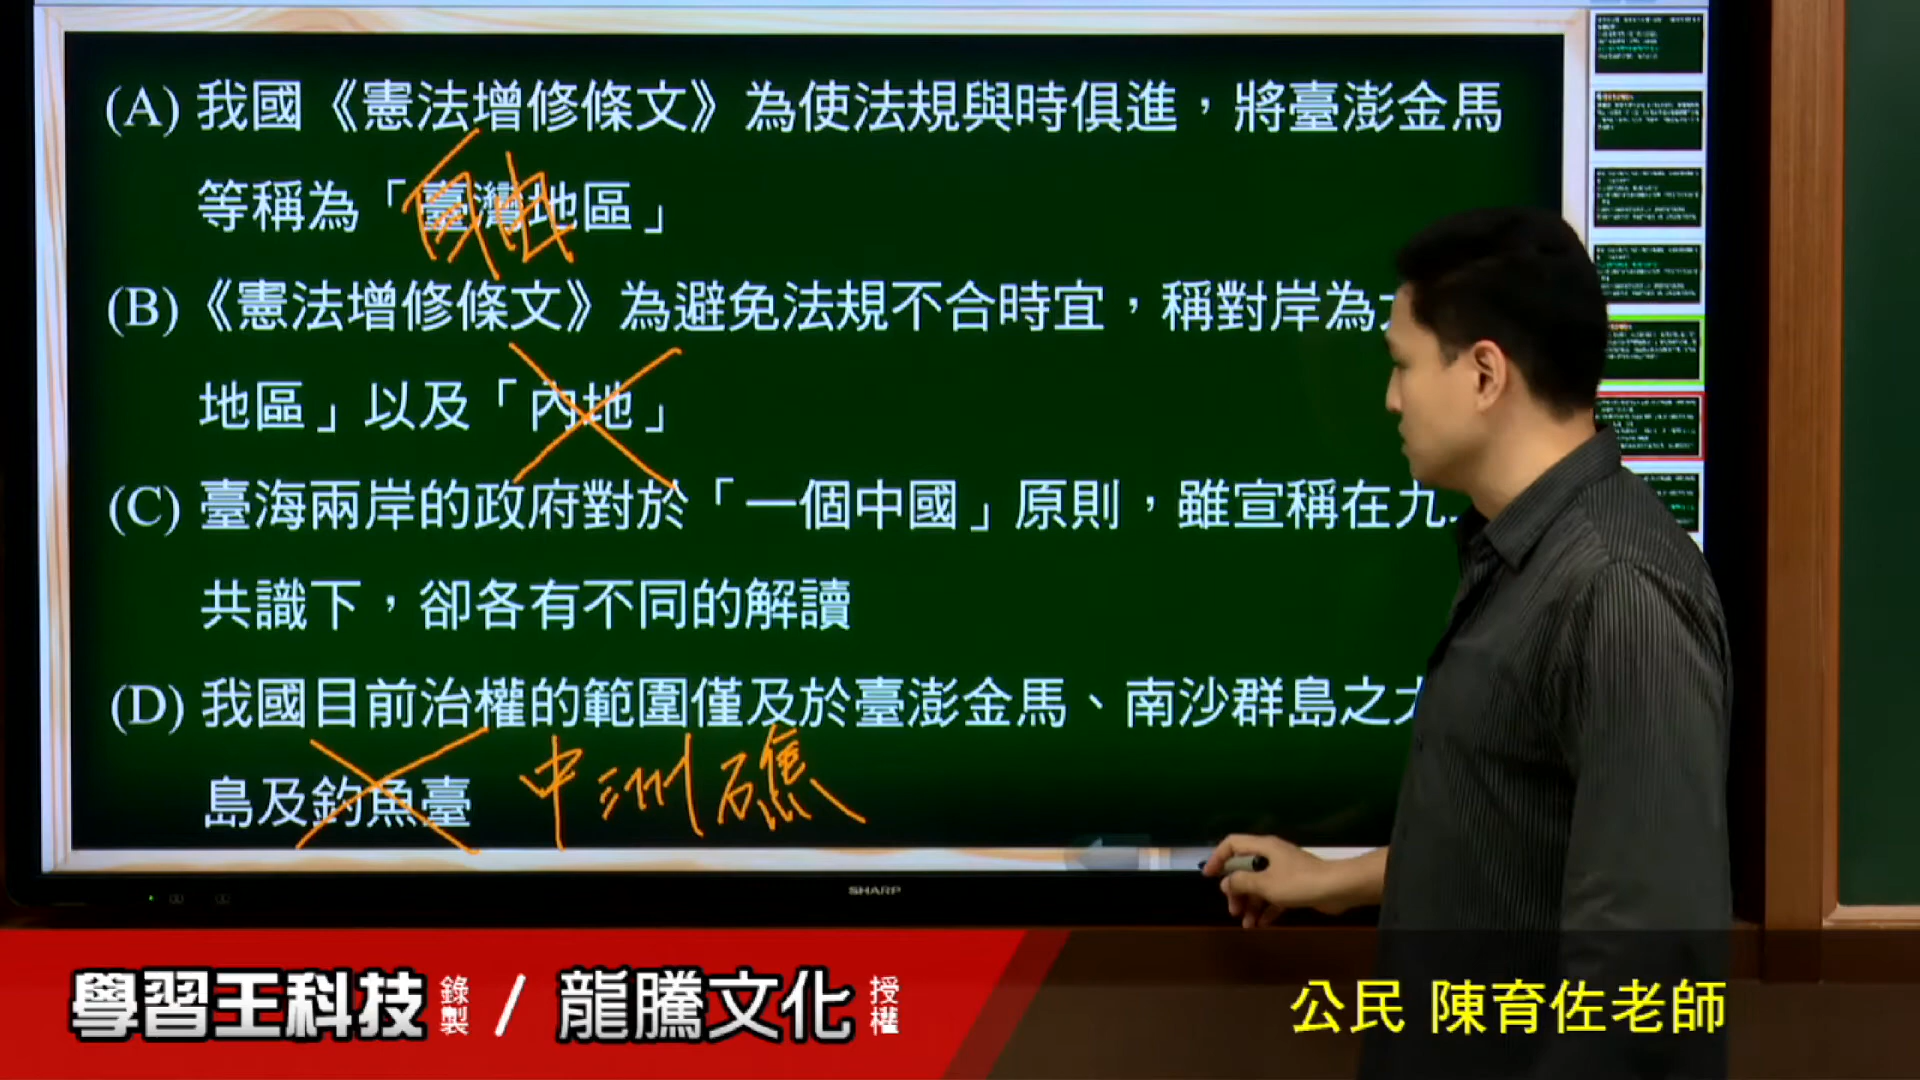 (A) 我國《憲法增修條文》為使法規與時俱進，將臺澎金馬
等稱為「臺灣地區」
自由
(B)《憲法增修條文》為避免法規不合時宜，稱對岸為
地區」以及「內地」
(C) 臺海兩岸的政府對於「一個中國」原則，雖宣稱在九
共識下，卻各有不同的解讀
(D) 我國目前治權的範圍僅及於臺澎金馬、南沙群島之
島及釣魚臺 中洲礁
SHARP
學習王科技 錄製 / 龍騰文化 授權
公民 陳育佐老師